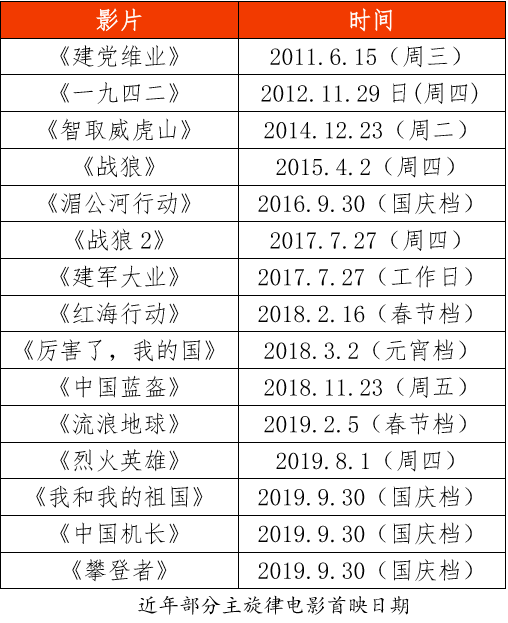 影片 时间
《建党维业》 2011.6.15（周三）
《一九四二》 2012.11.29日(周四)
《智取威虎山》 2014.12.23（周二）
《战狼》 2015.4.2（周四）
《湄公河行动》 2016.9.30（国庆档）
《战狼2》 2017.7.27（周四）
《建军大业》 2017.7.27（工作日）
《红海行动》 2018.2.16（春节档）
《厉害了，我的国》 2018.3.2（元宵档）
《中国蓝盔》 2018.11.23（周五）
《流浪地球》 2019.2.5（春节档）
《烈火英雄》 2019.8.1（周四）
《我和我的祖国》 2019.9.30（国庆档）
《中国机长》 2019.9.30（国庆档）
《攀登者》 2019.9.30（国庆档）
近年部分主旋律电影首映日期